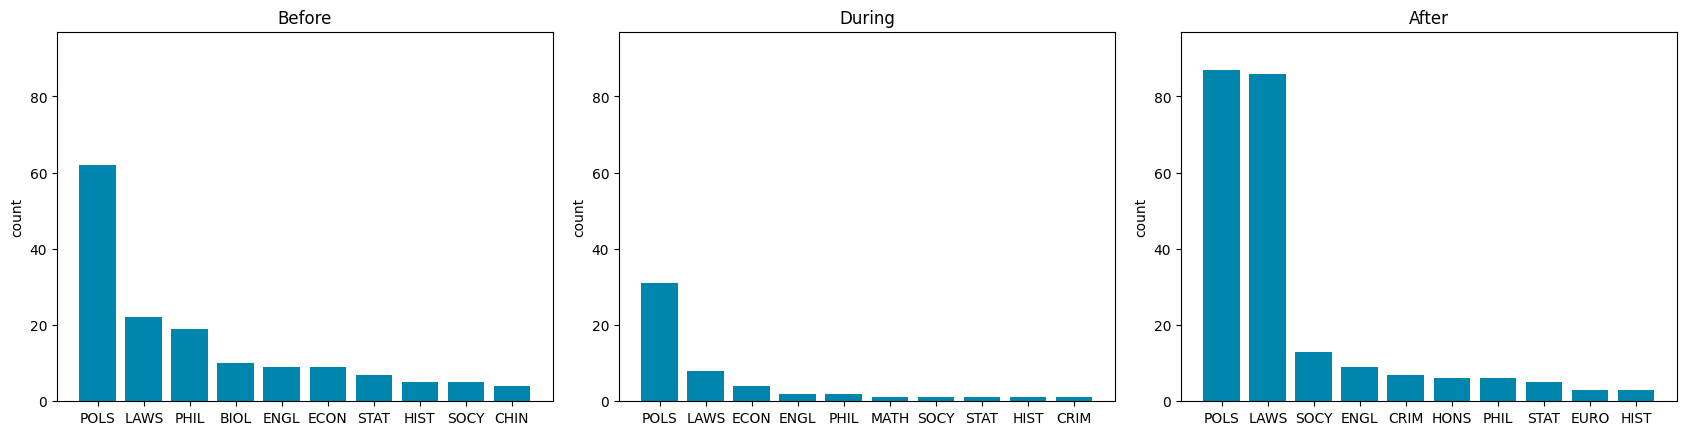 Before
During
After
count
80
60
40
20
0
POLS LAWS PHIL BIOL ENGL ECON STAT HIST SOCY CHIN
count
80
60
40
20
0
POLS LAWS ECON ENGL PHIL MATH SOCY STAT HIST CRIM
count
80
60
40
20
0
POLS LAWS SOCY ENGL CRIM HONS PHIL STAT EURO HIST